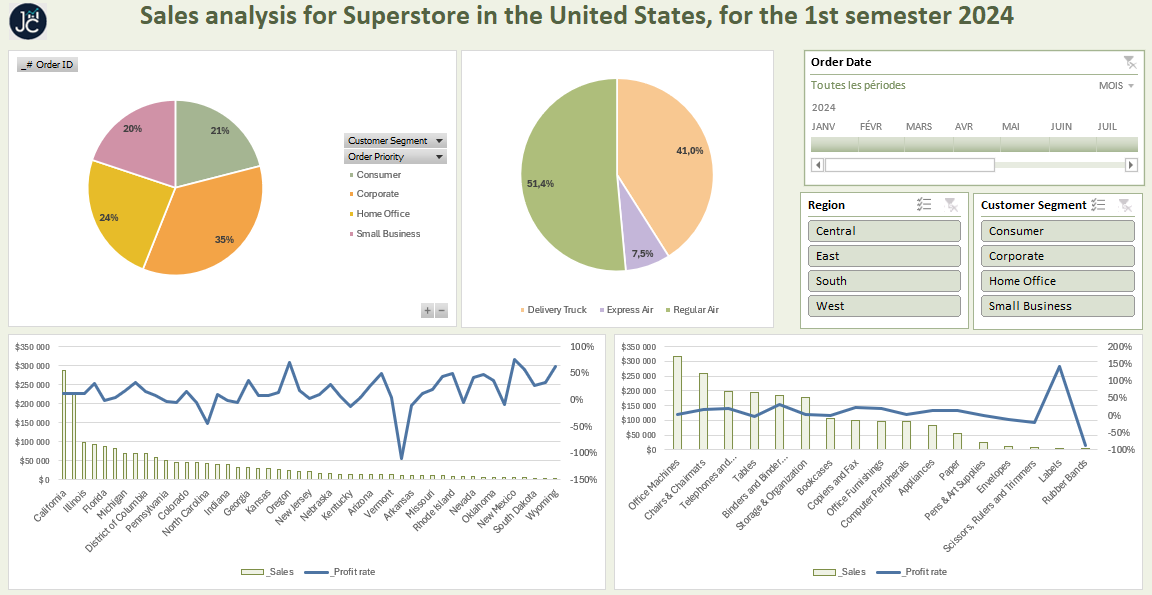 JC
Sales analysis for Superstore in the United States, for the 1st semester 2024
_# Order ID
20%
21%
24%
35%
Customer Segment
Order Priority
Consumer
Corporate
Home Office
Small Business
+ −
41,0%
51,4%
7,5%
Delivery Truck Express Air Regular Air
Order Date
Toutes les périodes MOIS
2024
JANV FÉVR MARS AVR MAI JUIN JUIL
Region
Central
East
South
West
Customer Segment
Consumer
Corporate
Home Office
Small Business
$350 000
$300 000
$250 000
$200 000
$150 000
$100 000
$50 000
$0
100%
50%
0%
-50%
-100%
-150%
California
Illinois
Florida
Michigan
District of Columbia
Pennsylvania
Colorado
North Carolina
Indiana
Georgia
Kansas
Oregon
New Jersey
Nebraska
Kentucky
Arizona
Vermont
Arkansas
Missouri
Rhode Island
Nevada
Oklahoma
New Mexico
South Dakota
Wyoming
_Sales _Profit rate
$350 000
$300 000
$250 000
$200 000
$150 000
$100 000
$50 000
$0
200%
150%
100%
50%
0%
-50%
-100%
Office Machines
Chairs & Chairmats
Telephones and...
Tables
Binders and Binder...
Storage & Organization
Bookcases
Copiers and Fax
Office Furnishings
Computer Peripherals
Appliances
Paper
Pens & Art Supplies
Envelopes
Scissors, Rulers and Trimmers
Labels
Rubber Bands
_Sales _Profit rate